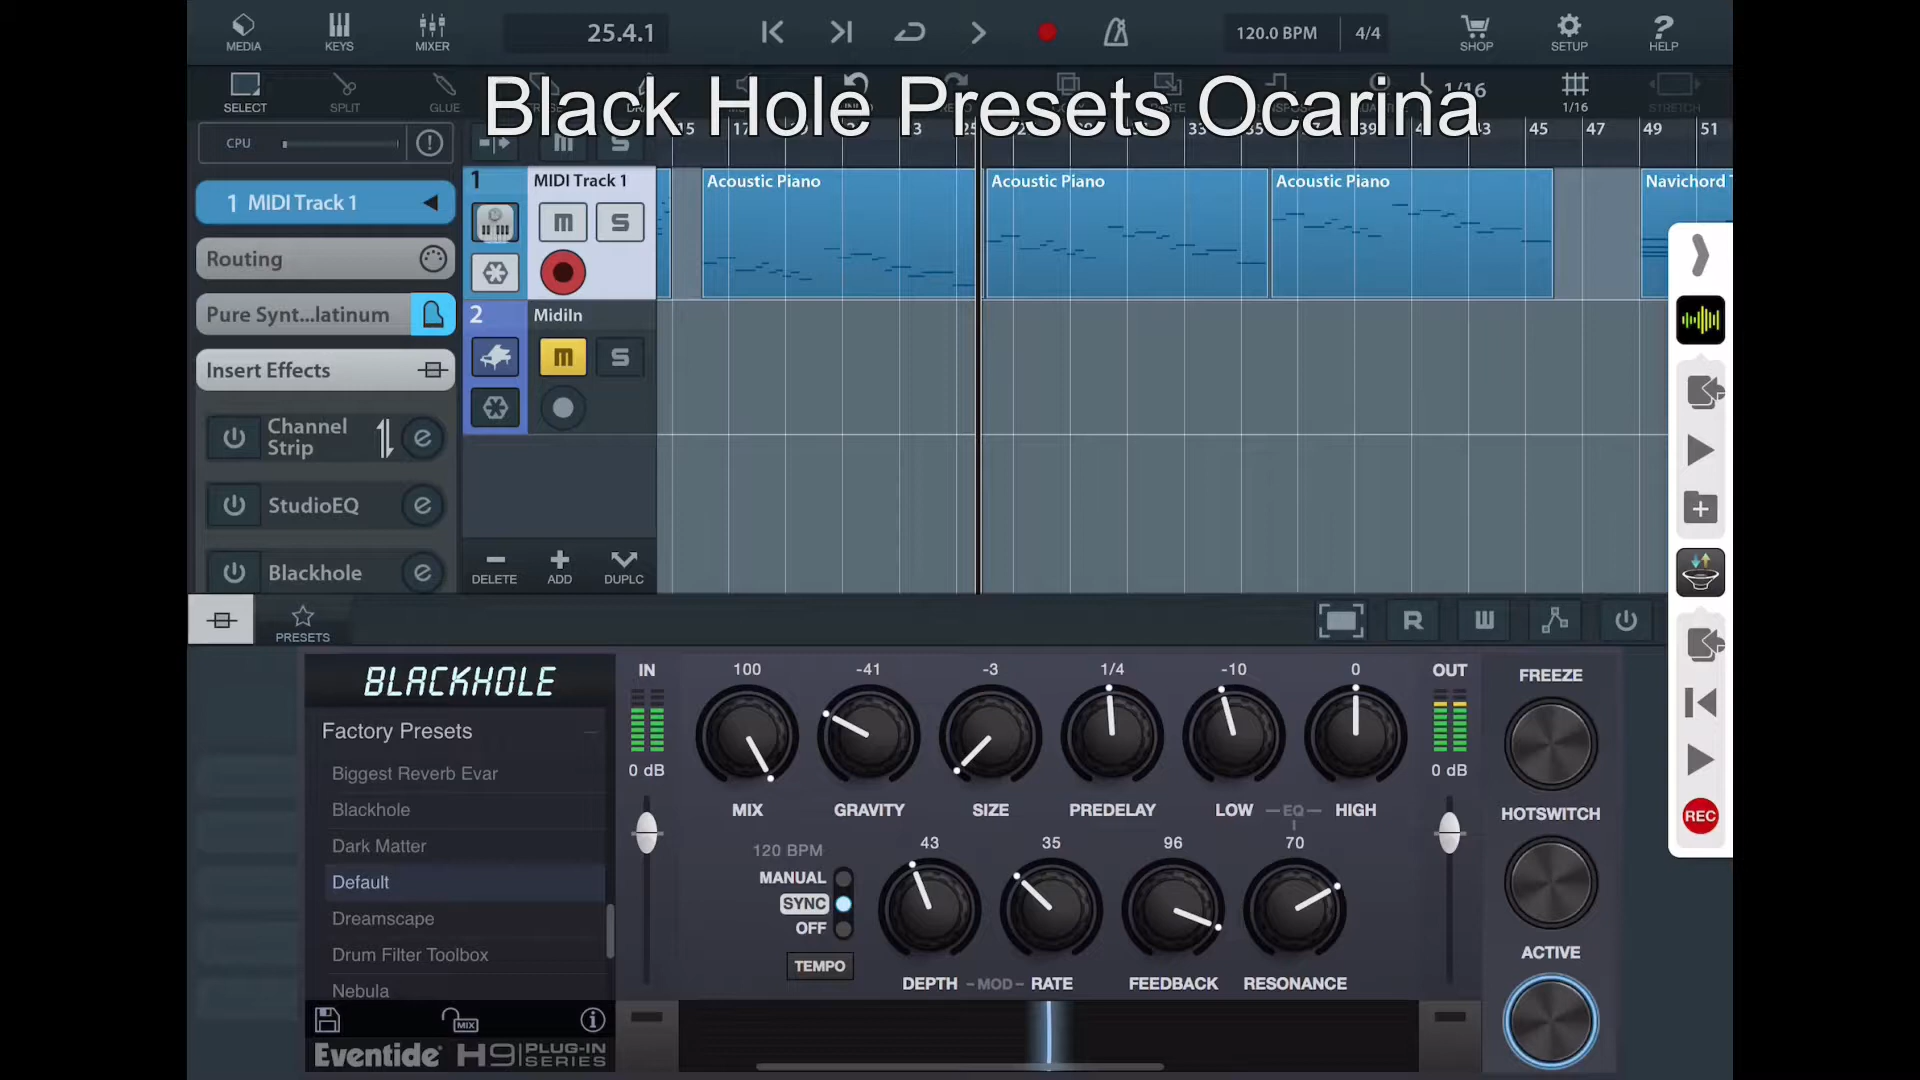 MEDIA
KEYS
MIXER
25.4.1
120.0 BPM
4/4
SHOP
SETUP
HELP
SELECT
SPLIT
GLUE
1/16
1/16
STRETCH
Black Hole Presets Ocarina
CPU
15
17
33
45
47
49
51
1 MIDI Track 1
Routing
Pure Synt...latinum
Insert Effects
Channel Strip
StudioEQ
Blackhole
1
MIDI Track 1
m S
2
MidiIn
m S
Acoustic Piano
Acoustic Piano
Acoustic Piano
Navichord
DELETE
ADD
DUPLC
PRESETS
R
W
REC
BLACKHOLE
Factory Presets
Biggest Reverb Evar
Blackhole
Dark Matter
Default
Dreamscape
Drum Filter Toolbox
Nebula
MIX
Eventide H9 PLUG-IN SERIES
IN
0 dB
100
-41
-3
1/4
-10
0
MIX
GRAVITY
SIZE
PREDELAY
LOW
EQ
HIGH
120 BPM
MANUAL
SYNC
OFF
TEMPO
43
35
96
70
DEPTH
MOD
RATE
FEEDBACK
RESONANCE
OUT
0 dB
FREEZE
HOTSWITCH
ACTIVE